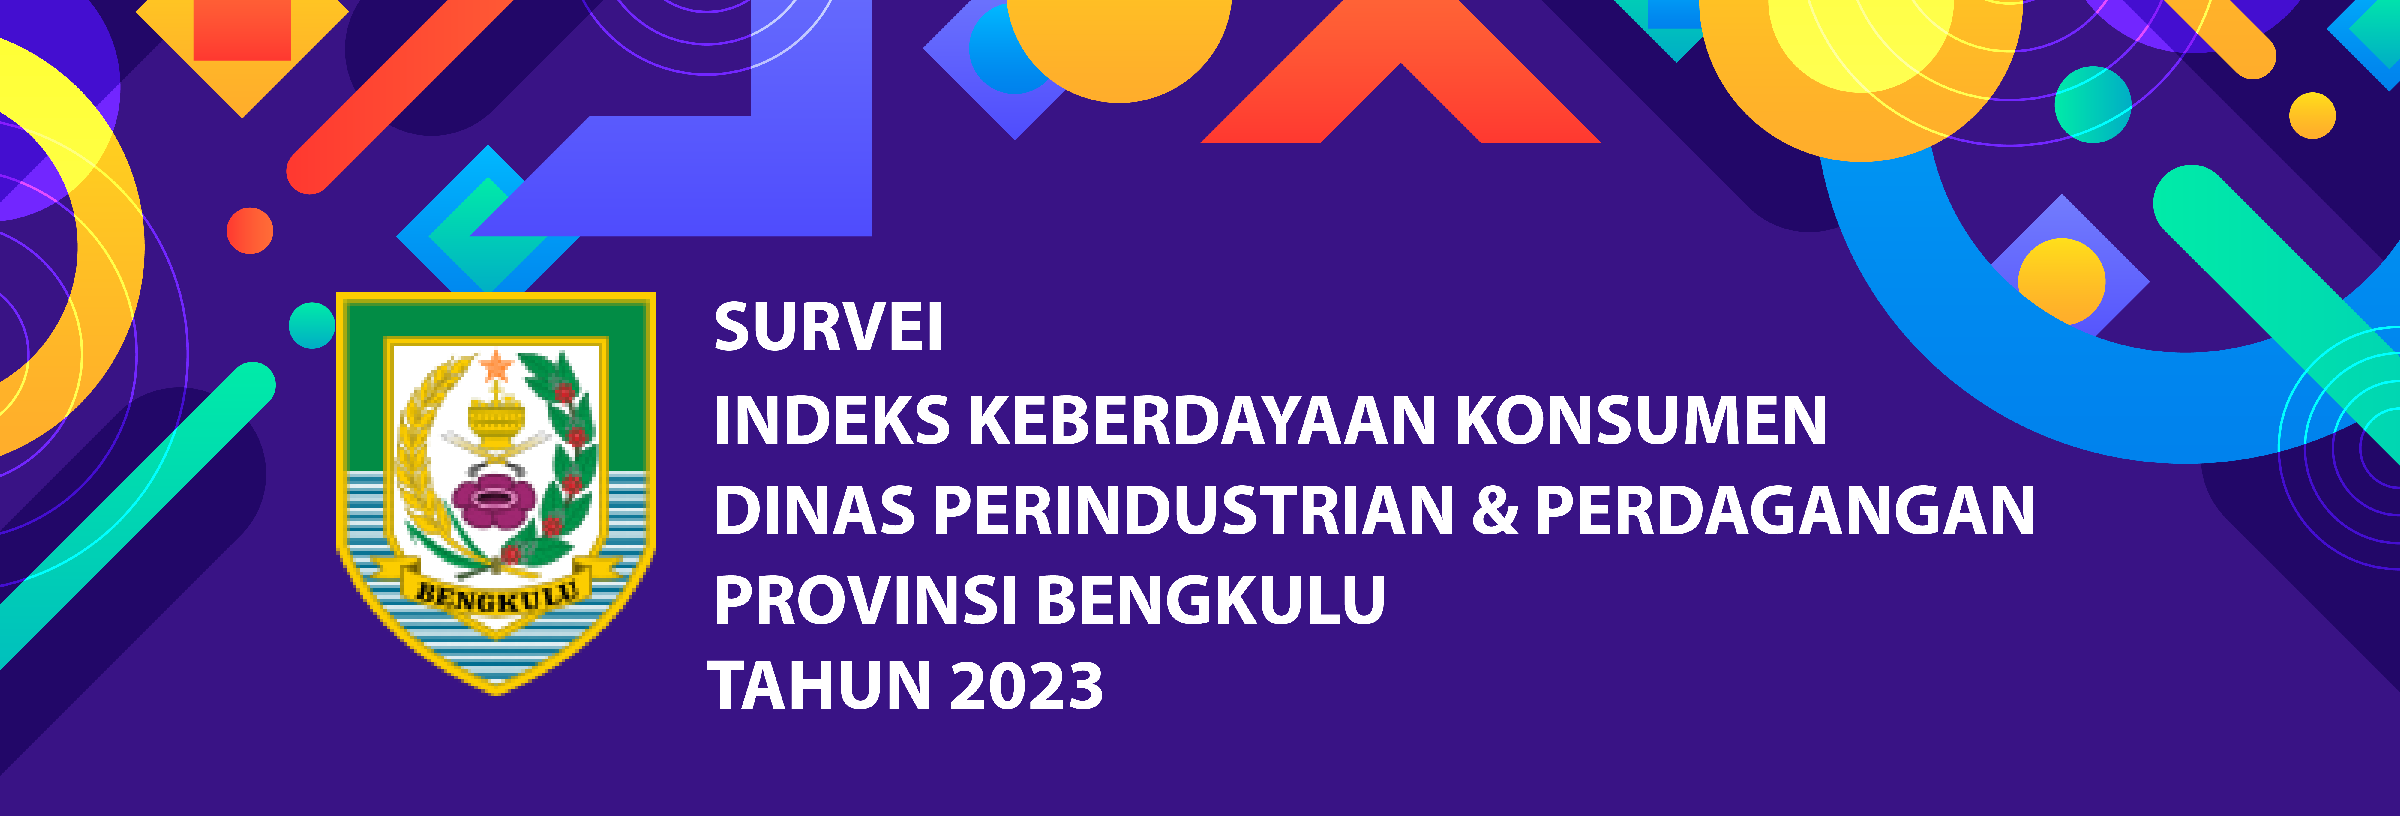 SURVEI
INDEKS KEBERDAYAAN KONSUMEN
DINAS PERINDUSTRIAN & PERDAGANGAN
PROVINSI BENGKULU
TAHUN 2023
BENGKULU